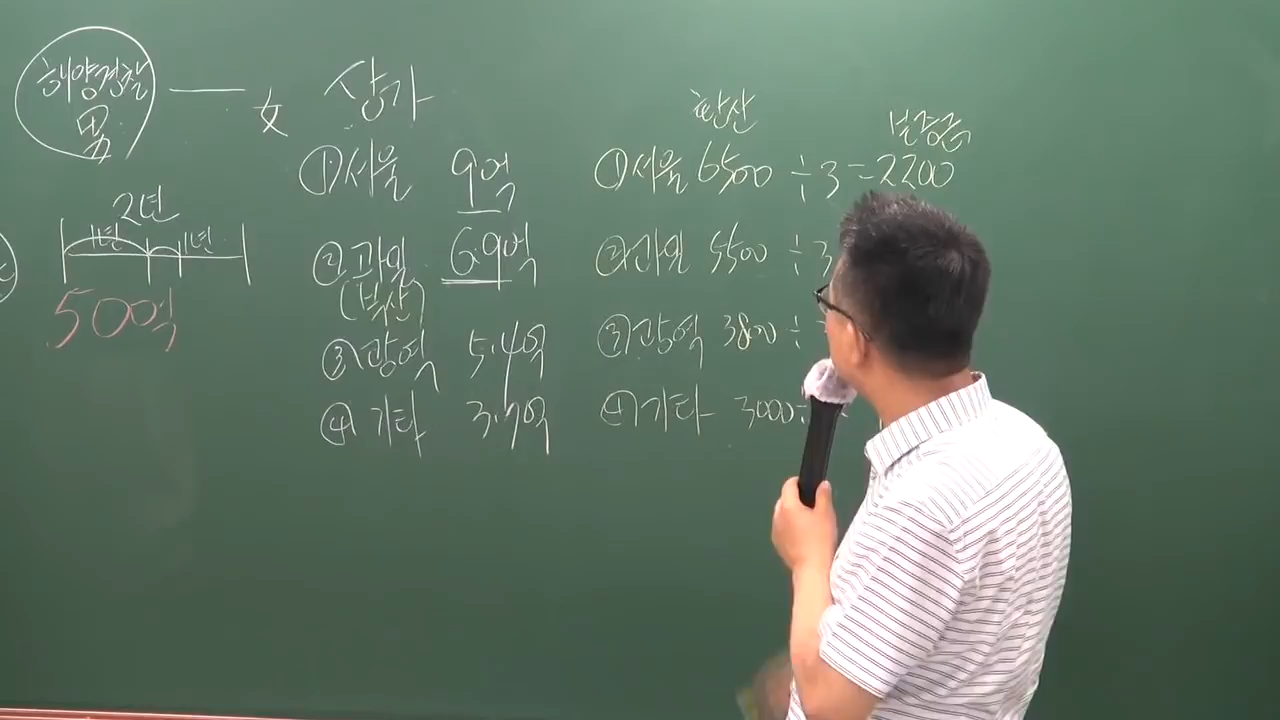 해양경찰
男
女
2년
1년 1년
500억
상가
①서울 9억
②과밀 6.9억
(부산)
③광역 5.4억
④기타 3.7억
환산
보증금
①서울 6500 ÷3=2200
②과밀 5500 ÷3
③광역 3800 ÷
④기타 3000÷